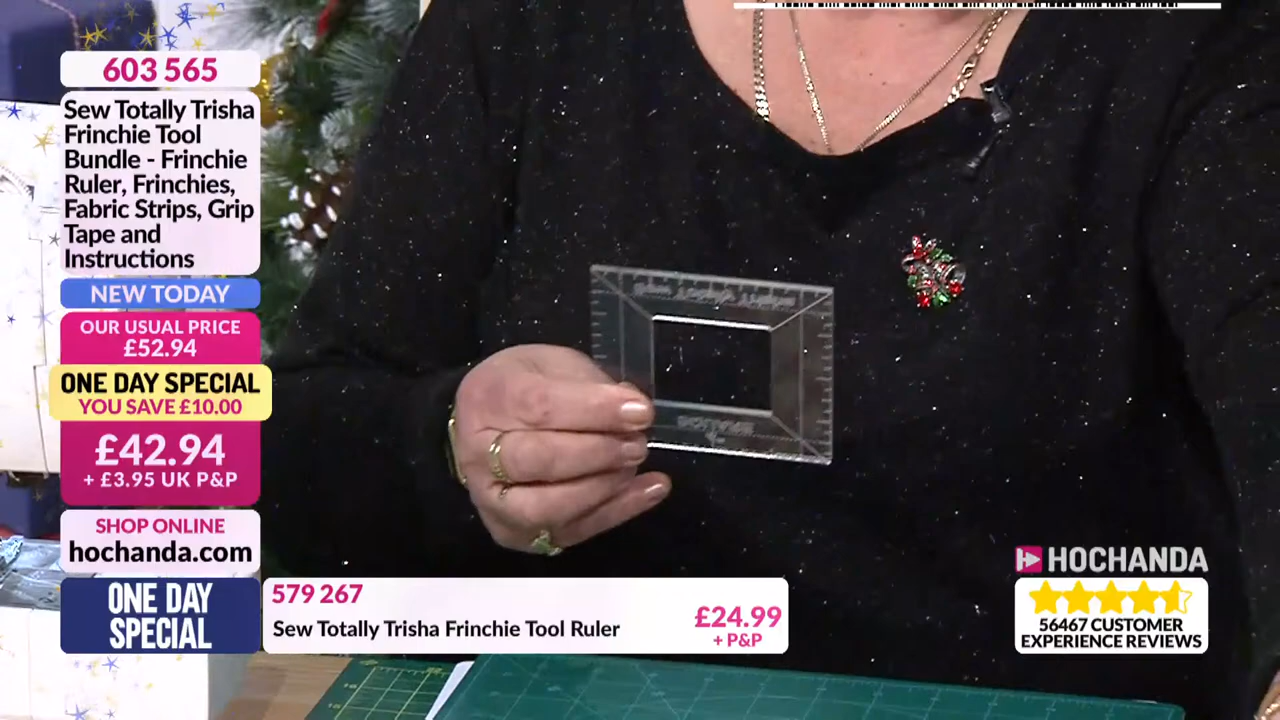 603 565
Sew Totally Trisha
Frinchie Tool
Bundle - Frinchie
Ruler, Frinchies,
Fabric Strips, Grip
Tape and
Instructions
NEW TODAY
OUR USUAL PRICE
£52.94
ONE DAY SPECIAL
YOU SAVE £10.00
£42.94
+ £3.95 UK P&P
SHOP ONLINE
hochanda.com
ONE DAY
SPECIAL
579 267
Sew Totally Trisha Frinchie Tool Ruler
£24.99
+ P&P
HOCHANDA
56467 CUSTOMER
EXPERIENCE REVIEWS